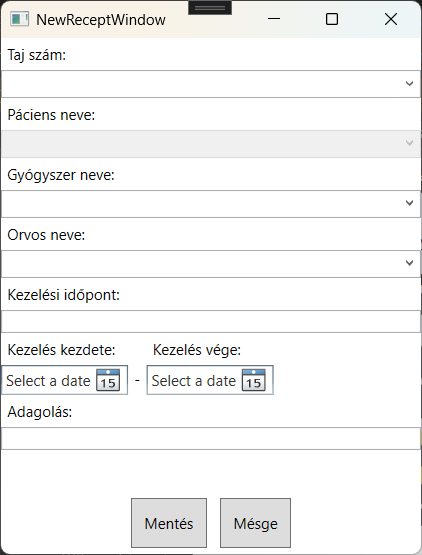 NewReceptWindow
Taj szám:
Páciens neve:
Gyógyszer neve:
Orvos neve:
Kezelési időpont:
Kezelés kezdete: Kezelés vége:
Select a date 15 - Select a date 15
Adagolás:
Mentés Mésge